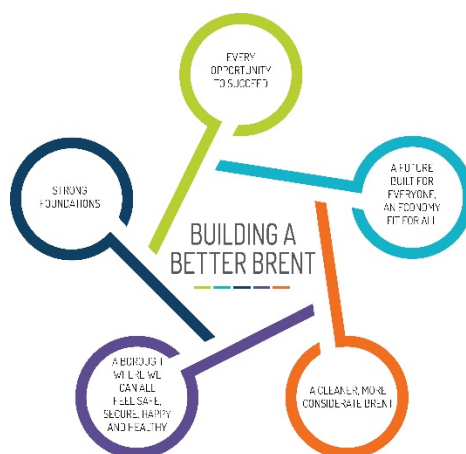 EVERY
OPPORTUNITY
TO SUCCEED
A FUTURE
BUILT FOR
EVERYONE,
AN ECONOMY
FIT FOR ALL
STRONG
FOUNDATIONS
BUILDING A
BETTER BRENT
A BOROUGH
WHERE WE
CAN ALL
FEEL SAFE,
SECURE, HAPPY
AND HEALTHY
A CLEANER, MORE
CONSIDERATE BRENT